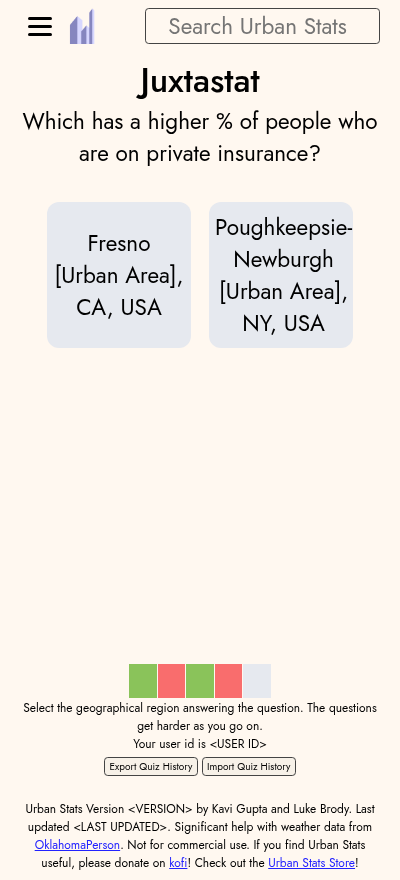 Search Urban Stats
Juxtastat
Which has a higher % of people who
are on private insurance?
Fresno
[Urban Area],
CA, USA
Poughkeepsie-
Newburgh
[Urban Area],
NY, USA
Select the geographical region answering the question. The questions
get harder as you go on.
Your user id is <USER ID>
Export Quiz History
Import Quiz History
Urban Stats Version <VERSION> by Kavi Gupta and Luke Brody. Last
updated <LAST UPDATED>. Significant help with weather data from
OklahomaPerson. Not for commercial use. If you find Urban Stats
useful, please donate on kofi! Check out the Urban Stats Store!